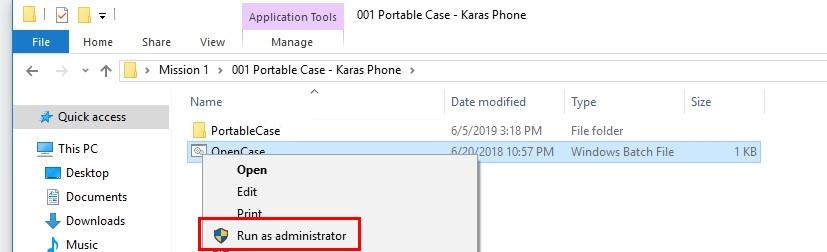 Application Tools 001 Portable Case - Karas Phone
File Home Share View Manage
Mission 1 001 Portable Case - Karas Phone
Name Date modified Type Size
Quick access
PortableCase 6/5/2019 3:18 PM File folder
This PC
OpenCase 6/20/2018 10:57 PM Windows Batch File 1 KB
Desktop
Open
Documents
Edit
Downloads
Print
Music
Run as administrator